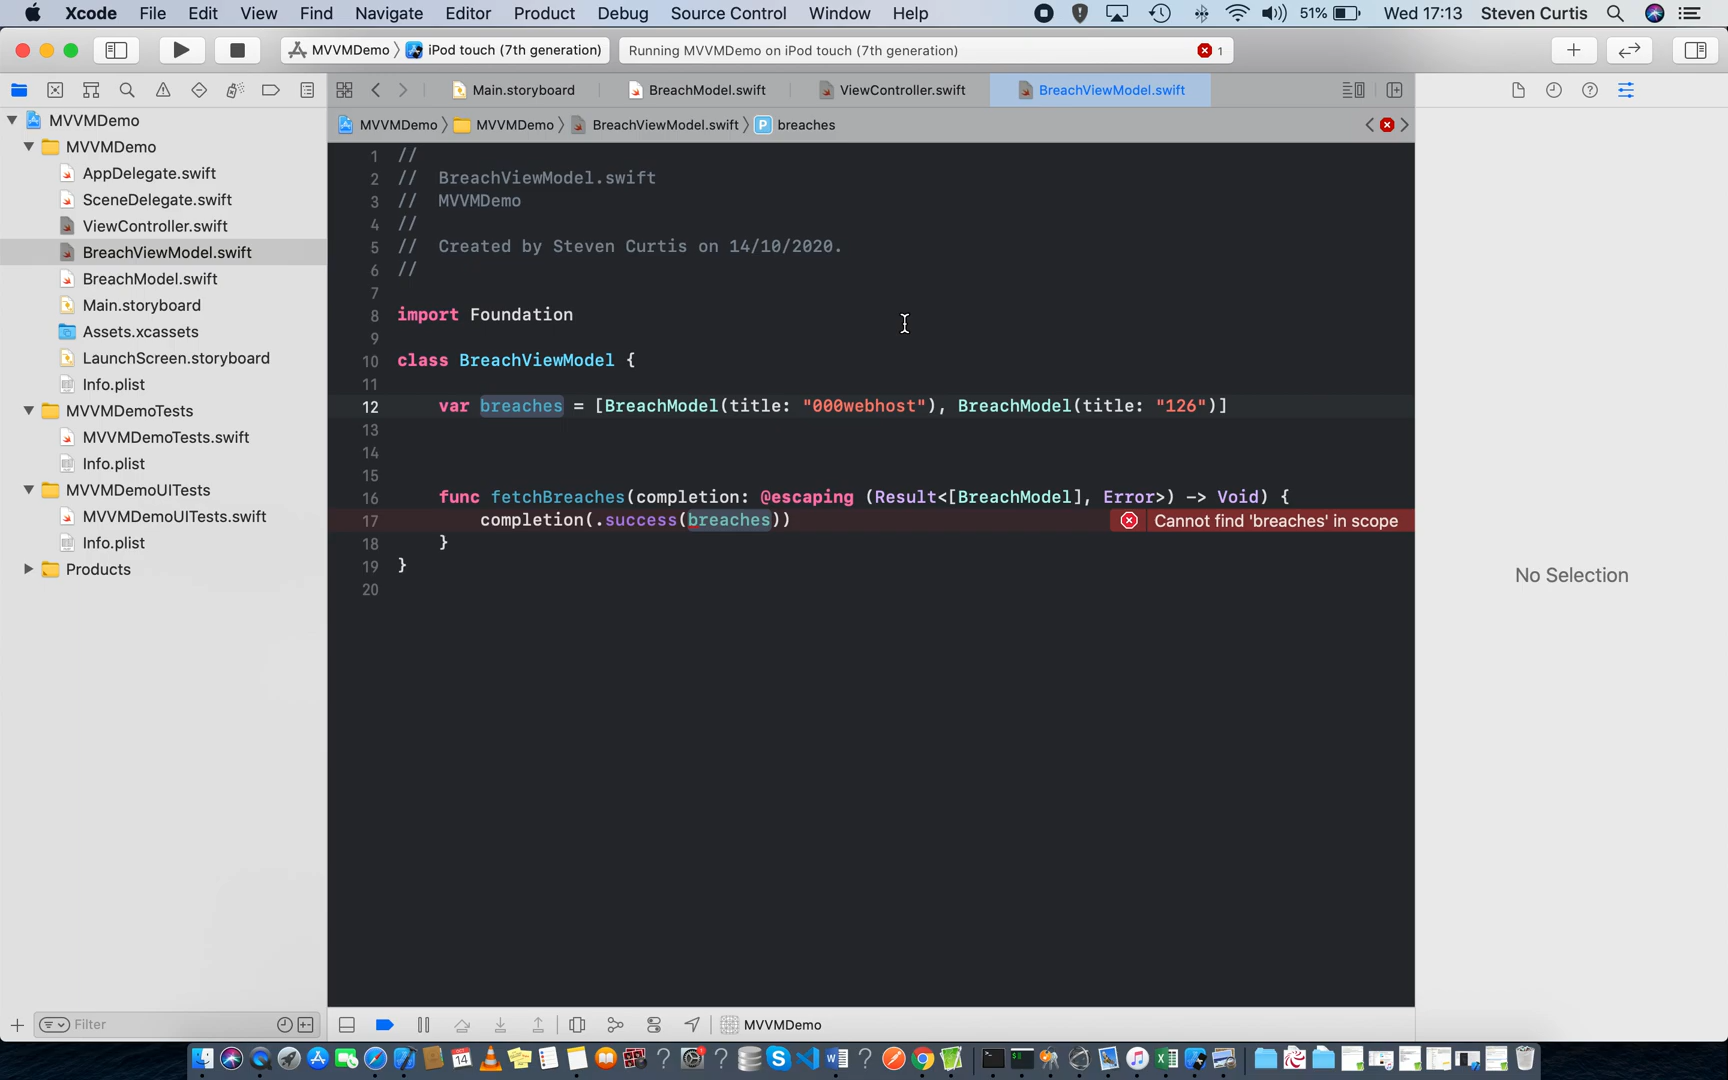 Xcode File Edit View Find Navigate Editor Product Debug Source Control Window Help 51% Wed 17:13 Steven Curtis
MVVMDemo iPod touch (7th generation) Running MVVMDemo on iPod touch (7th generation) 1
Main.storyboard BreachModel.swift ViewController.swift BreachViewModel.swift
MVVMDemo MVVMDemo BreachViewModel.swift P breaches
MVVMDemo
MVVMDemo
AppDelegate.swift
SceneDelegate.swift
ViewController.swift
BreachViewModel.swift
BreachModel.swift
Main.storyboard
Assets.xcassets
LaunchScreen.storyboard
Info.plist
MVVMDemoTests
MVVMDemoTests.swift
Info.plist
MVVMDemoUITests
MVVMDemoUITests.swift
Info.plist
Products
Filter
1 //
2 // BreachViewModel.swift
3 // MVVMDemo
4 //
5 // Created by Steven Curtis on 14/10/2020.
6 //
7
8 import Foundation
9
10 class BreachViewModel {
11
12 var breaches = [BreachModel(title: "000webhost"), BreachModel(title: "126")]
13
14
15
16 func fetchBreaches(completion: @escaping (Result<[BreachModel], Error>) -> Void) {
17 completion(.success(breaches)) Cannot find 'breaches' in scope
18 }
19 }
20
No Selection
MVVMDemo